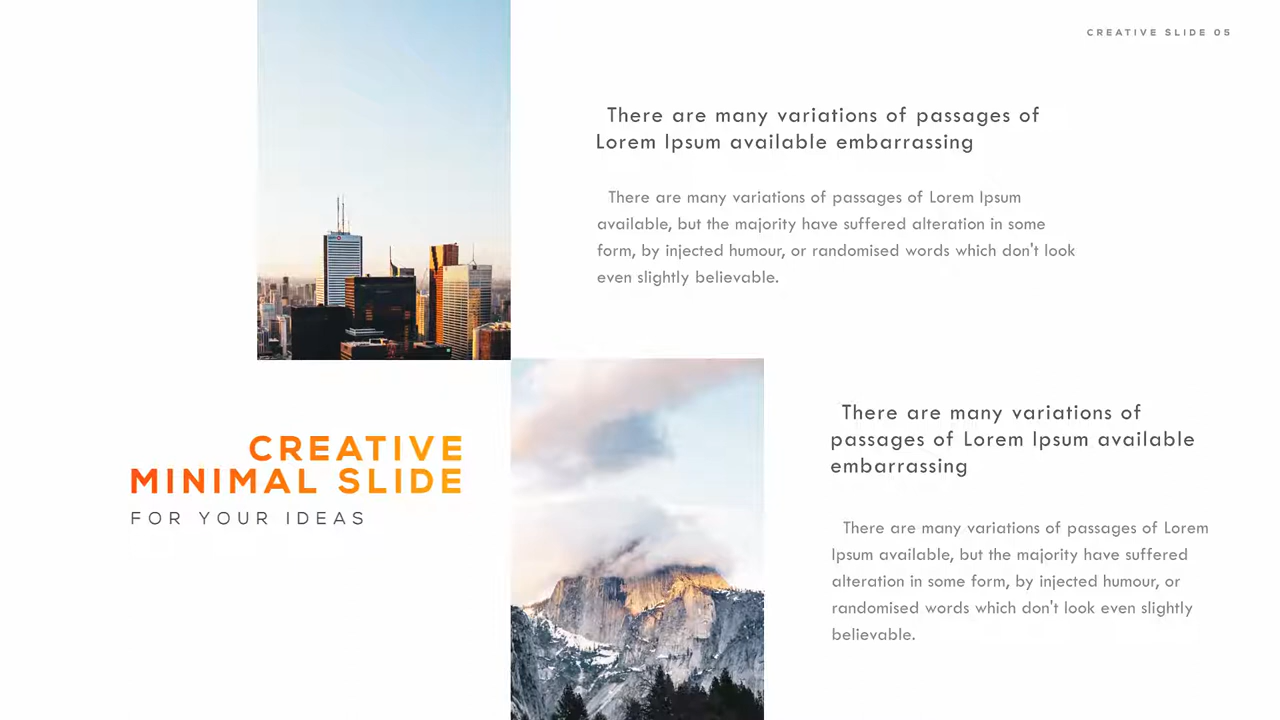 CREATIVE SLIDE 05
There are many variations of passages of
Lorem Ipsum available embarrassing
There are many variations of passages of Lorem Ipsum
available, but the majority have suffered alteration in some
form, by injected humour, or randomised words which don't look
even slightly believable.
CREATIVE
MINIMAL SLIDE
FOR YOUR IDEAS
There are many variations of
passages of Lorem Ipsum available
embarrassing
There are many variations of passages of Lorem
Ipsum available, but the majority have suffered
alteration in some form, by injected humour, or
randomised words which don't look even slightly
believable.